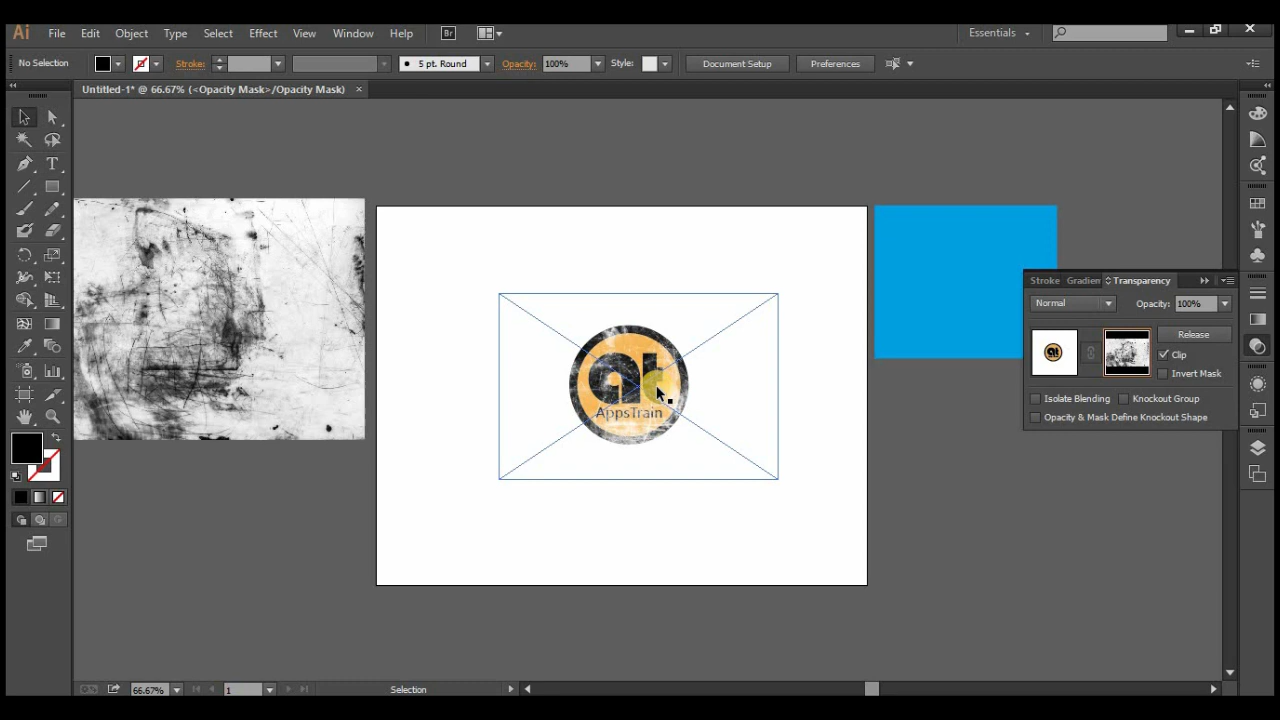 Ai File Edit Object Type Select Effect View Window Help Br Essentials
No Selection Stroke: 5 pt. Round Opacity: 100% Style: Document Setup Preferences
Untitled-1* @ 66.67% (<Opacity Mask>/Opacity Mask) ×
Stroke Gradien Transparency
Normal Opacity: 100%
Release
Clip
Invert Mask
Isolate Blending Knockout Group
Opacity & Mask Define Knockout Shape
at
AppsTrain
66.67% 1 Selection